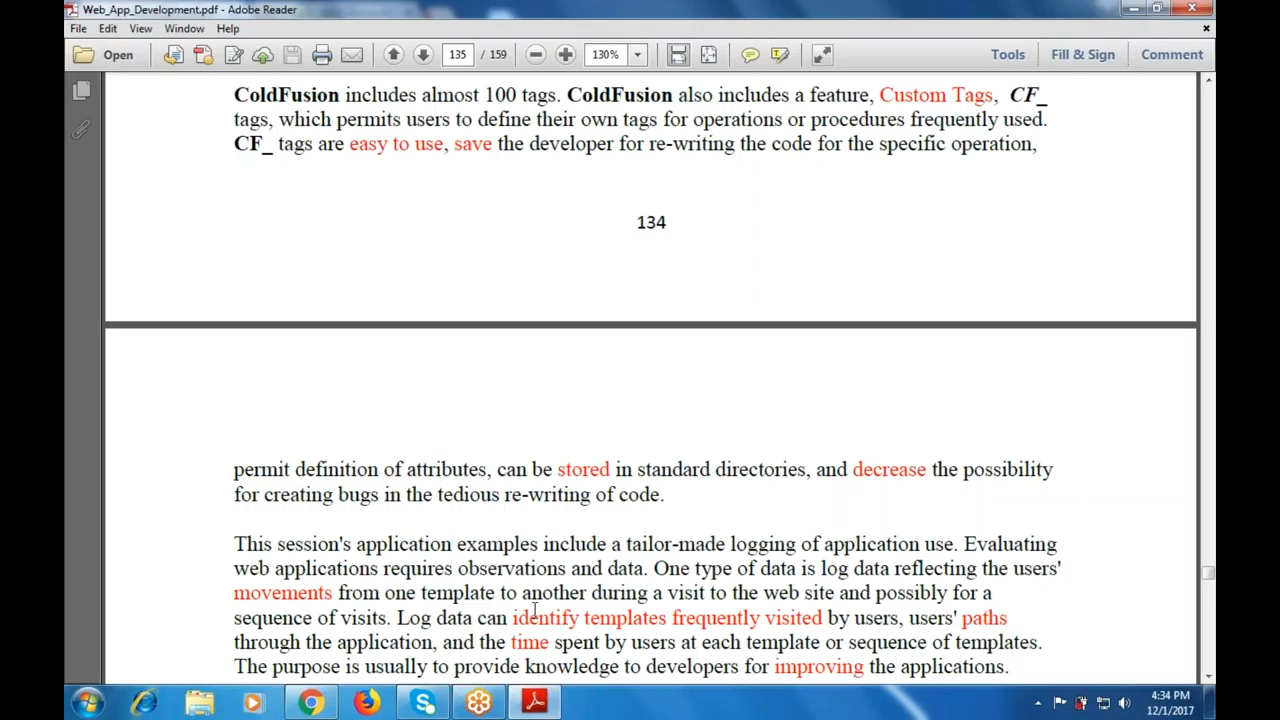 Web_App_Development.pdf - Adobe Reader
File Edit View Window Help
Open 135 / 159 130% Tools Fill & Sign Comment
ColdFusion includes almost 100 tags. ColdFusion also includes a feature, Custom Tags, CF_
tags, which permits users to define their own tags for operations or procedures frequently used.
CF_ tags are easy to use, save the developer for re-writing the code for the specific operation,
134
permit definition of attributes, can be stored in standard directories, and decrease the possibility
for creating bugs in the tedious re-writing of code.
This session's application examples include a tailor-made logging of application use. Evaluating
web applications requires observations and data. One type of data is log data reflecting the users'
movements from one template to another during a visit to the web site and possibly for a
sequence of visits. Log data can identify templates frequently visited by users, users' paths
through the application, and the time spent by users at each template or sequence of templates.
The purpose is usually to provide knowledge to developers for improving the applications.
4:34 PM
12/1/2017